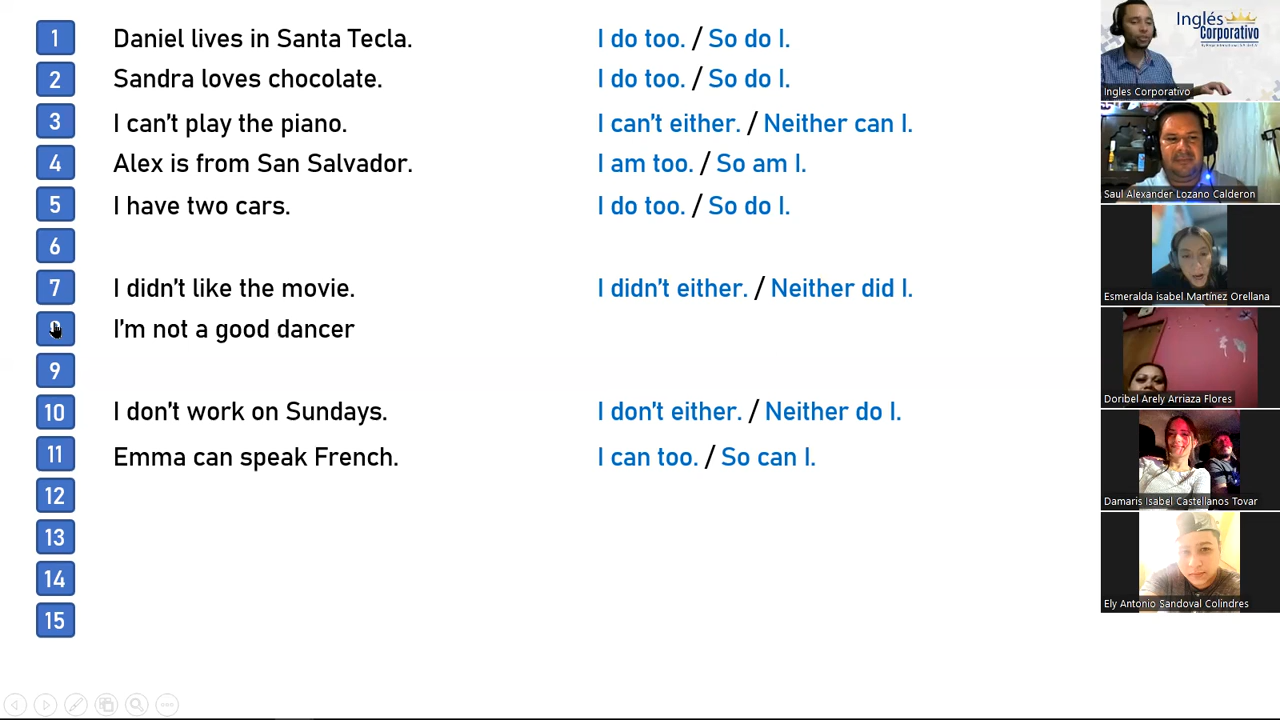 1 Daniel lives in Santa Tecla. I do too. / So do I.
2 Sandra loves chocolate. I do too. / So do I.
3 I can't play the piano. I can't either. / Neither can I.
4 Alex is from San Salvador. I am too. / So am I.
5 I have two cars. I do too. / So do I.
6
7 I didn't like the movie. I didn't either. / Neither did I.
I'm not a good dancer
9
10 I don't work on Sundays. I don't either. / Neither do I.
11 Emma can speak French. I can too. / So can I.
12
13
14
15
Inglés
Corporativo
Ingles Corporativo
Saul Alexander Lozano Calderon
Esmeralda isabel Martínez Orellana
Doribel Arely Arriaza Flores
Damaris Isabel Castellanos Tovar
Ely Antonio Sandoval Colindres